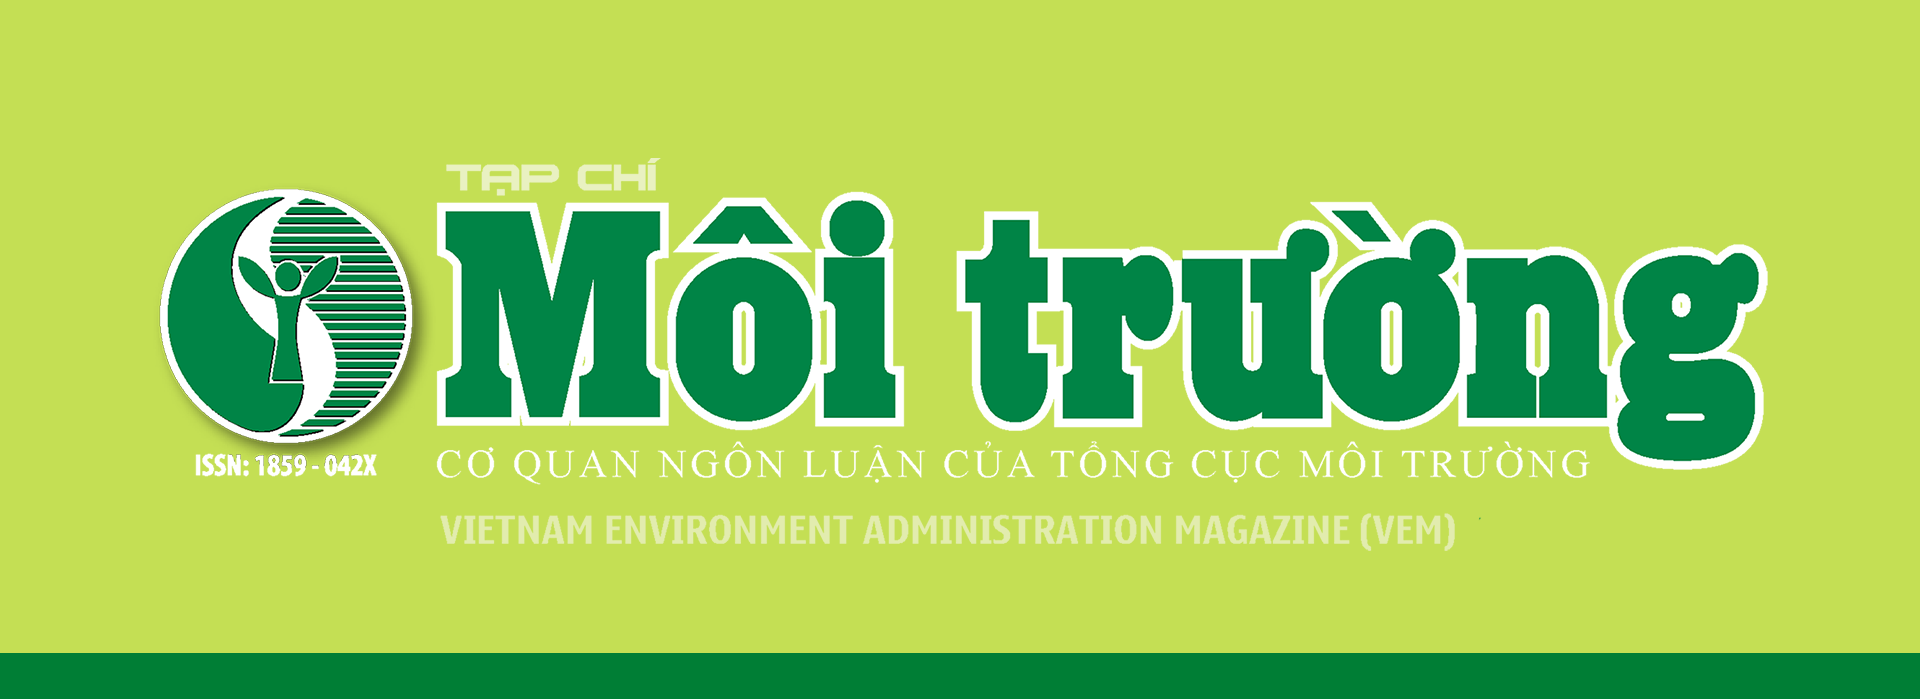 TẠP CHÍ
Môi trường
ISSN: 1859 - 042X
CƠ QUAN NGÔN LUẬN CỦA TỔNG CỤC MÔI TRƯỜNG
VIETNAM ENVIRONMENT ADMINISTRATION MAGAZINE (VEM)